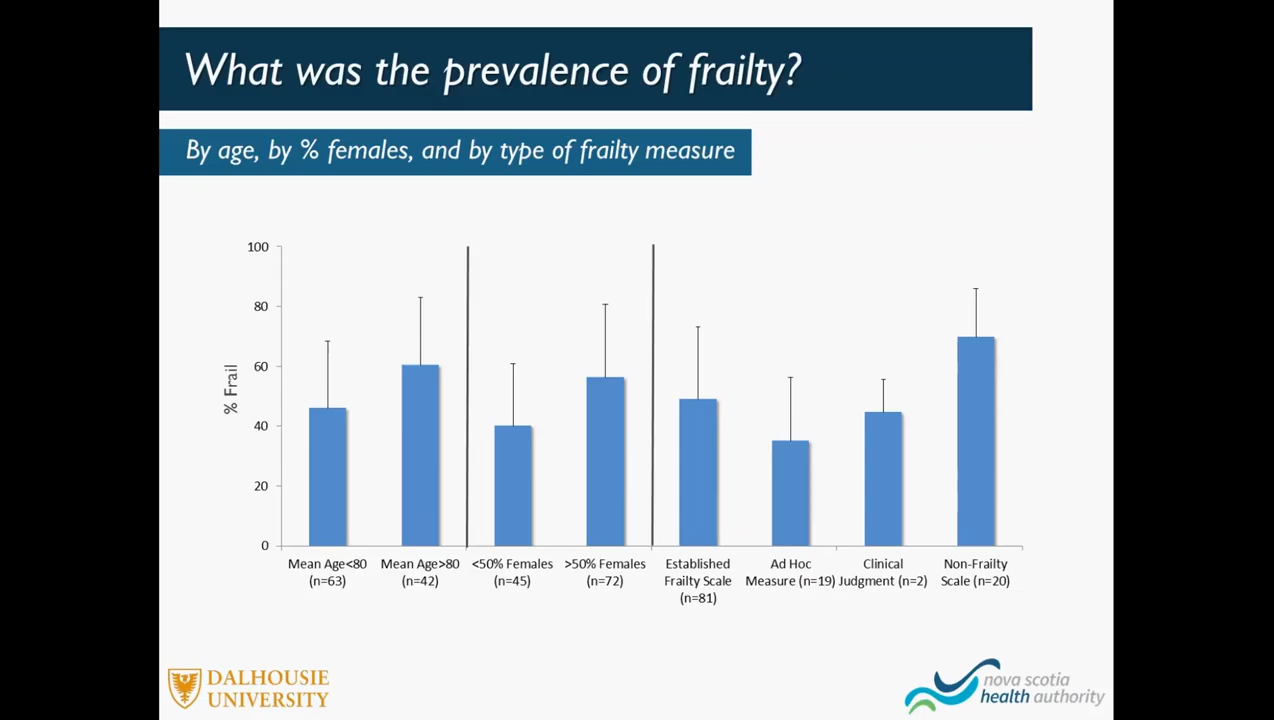 What was the prevalence of frailty?
By age, by % females, and by type of frailty measure
100
80
60
40
20
0
% Frail
Mean Age<80
(n=63)
Mean Age>80
(n=42)
<50% Females
(n=45)
>50% Females
(n=72)
Established
Frailty Scale
(n=81)
Ad Hoc
Measure (n=19)
Clinical
Judgment (n=2)
Non-Frailty
Scale (n=20)
DALHOUSIE
UNIVERSITY
nova scotia
health authority